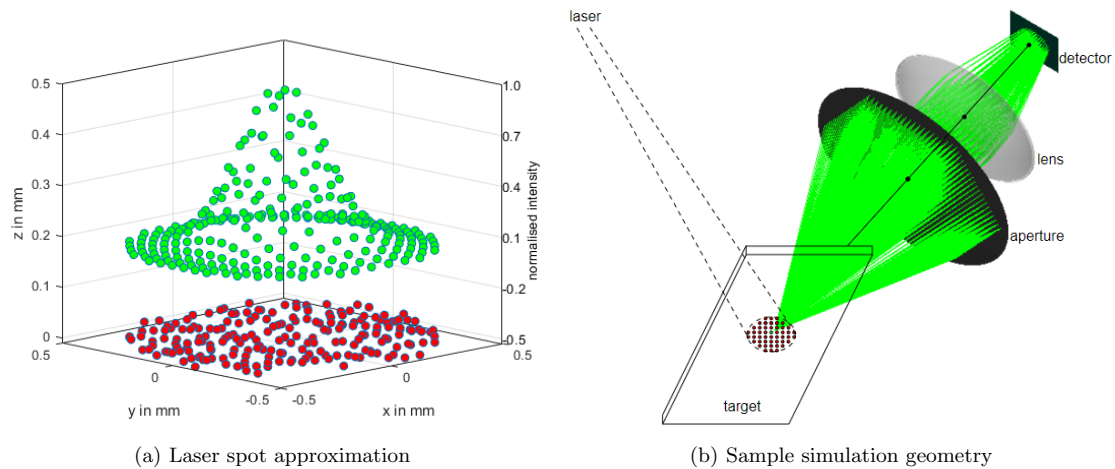 0.5
0.4
0.3
0.2
0.1
0
0.5
0
-0.5
-0.5
0
0.5
1.0
0.7
0.4
0.1
-0.2
-0.5
z in mm
y in mm
x in mm
normalised intensity
(a) Laser spot approximation
laser
detector
lens
aperture
target
(b) Sample simulation geometry